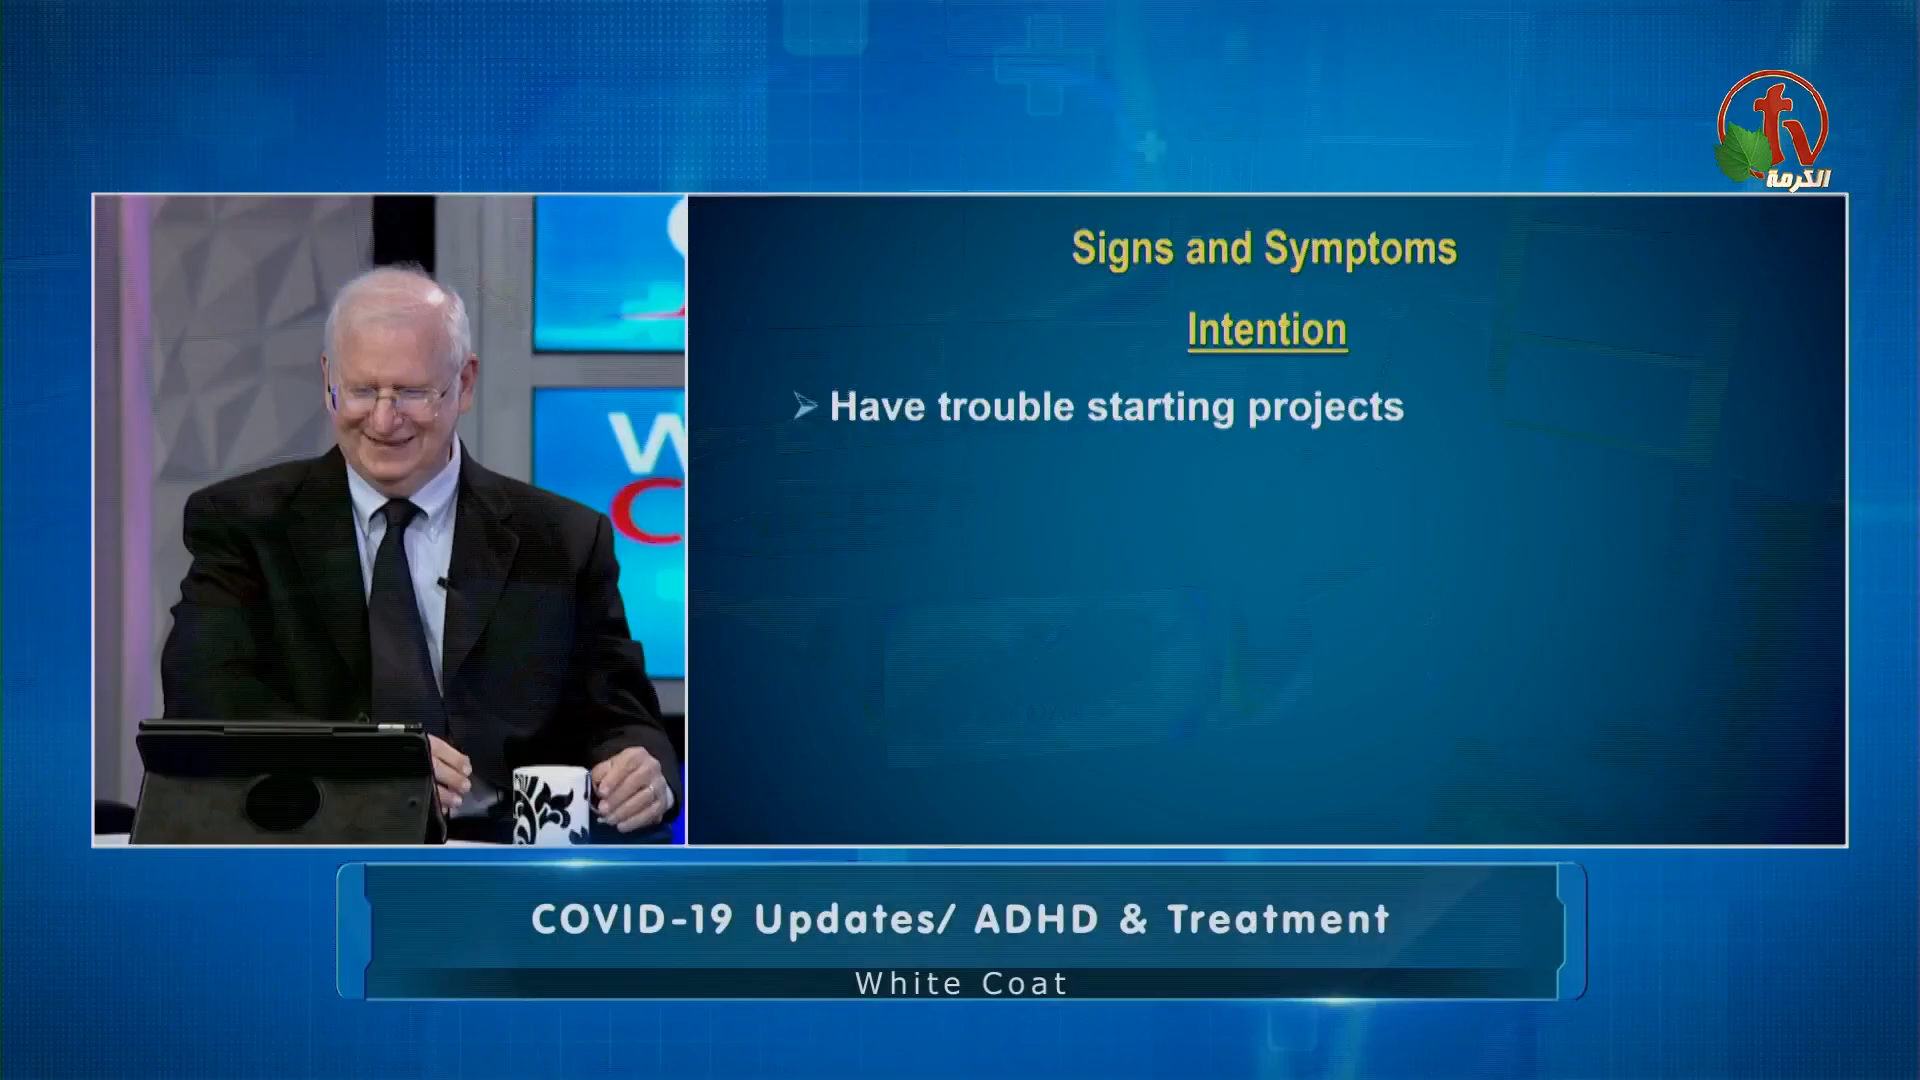 tv
الكرمة
W
C
Signs and Symptoms
Intention
Have trouble starting projects
COVID-19 Updates/ ADHD & Treatment
White Coat